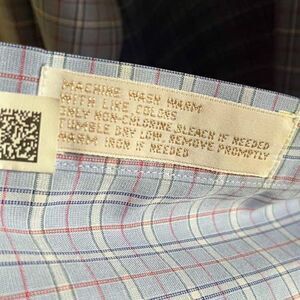 MACHINE WASH WARM
WITH LIKE COLORS
ONLY NON-CHLORINE BLEACH IF NEEDED
TUMBLE DRY LOW, REMOVE PROMPTLY
WARM IRON IF NEEDED